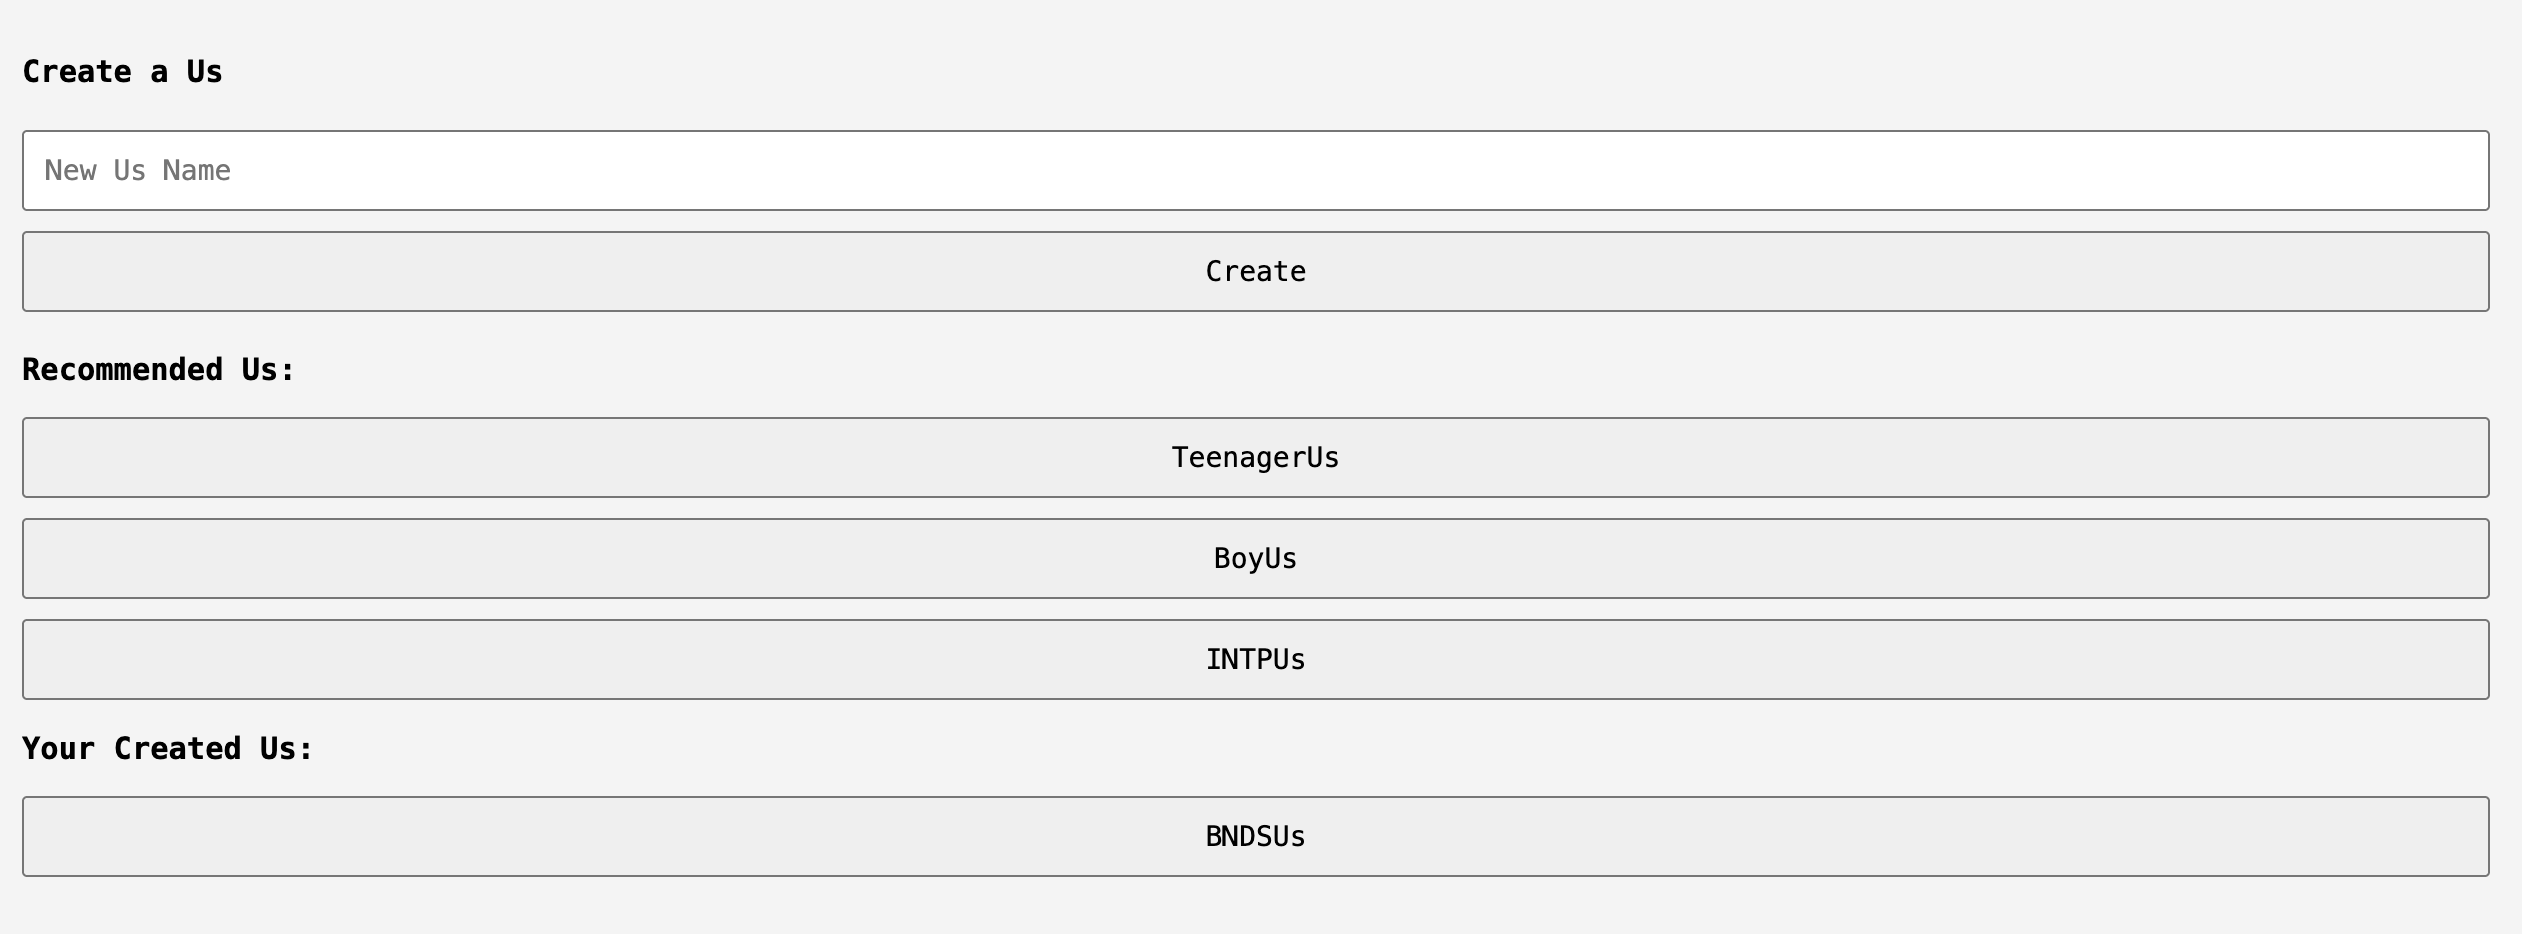 Create a Us
New Us Name
Create
Recommended Us:
TeenagerUs
BoyUs
INTPUs
Your Created Us:
BNDSUs